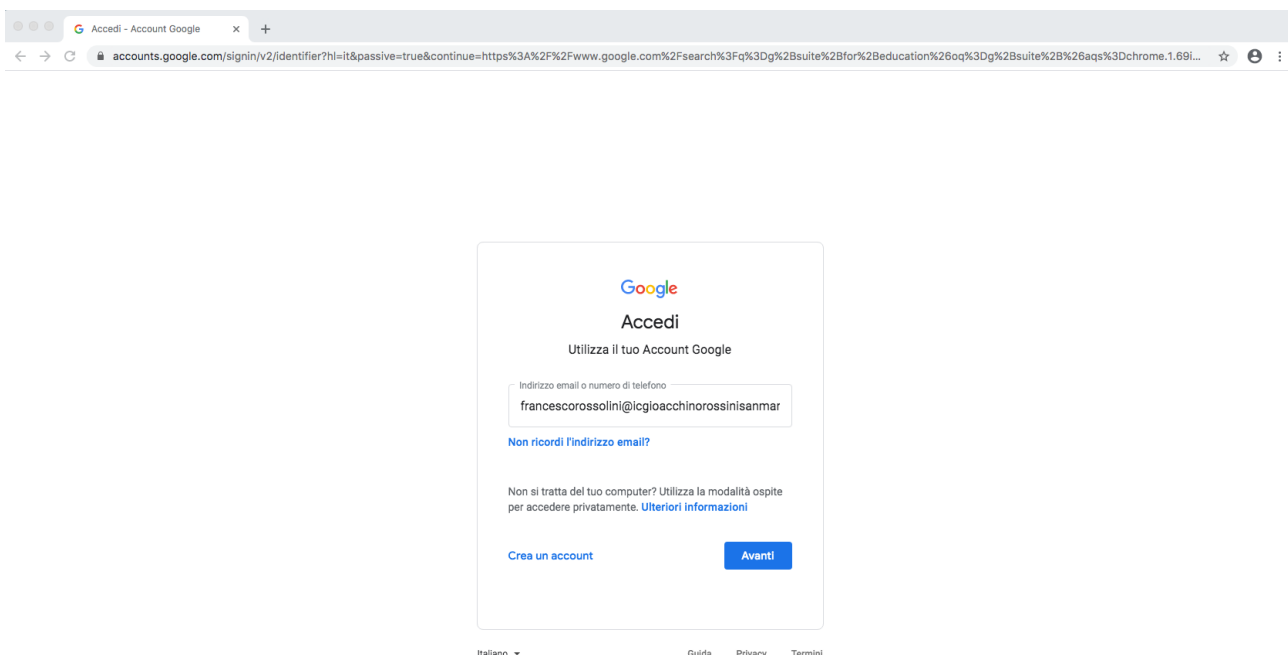 Accedi - Account Google
accounts.google.com/signin/v2/identifier?hl=it&passive=true&continue=https%3A%2F%2Fwww.google.com%2Fsearch%3Fq%3Dg%2Bsuite%2Bfor%2Beducation%26oq%3Dg%2Bsuite%2B%26aqs%3Dchrome.1.69i...
Google
Accedi
Utilizza il tuo Account Google
Indirizzo email o numero di telefono
francescorossolini@icgioacchinorossinisanmar
Non ricordi l'indirizzo email?
Non si tratta del tuo computer? Utilizza la modalità ospite
per accedere privatamente. Ulteriori informazioni
Crea un account Avanti
Italiano Guida Privacy Termini